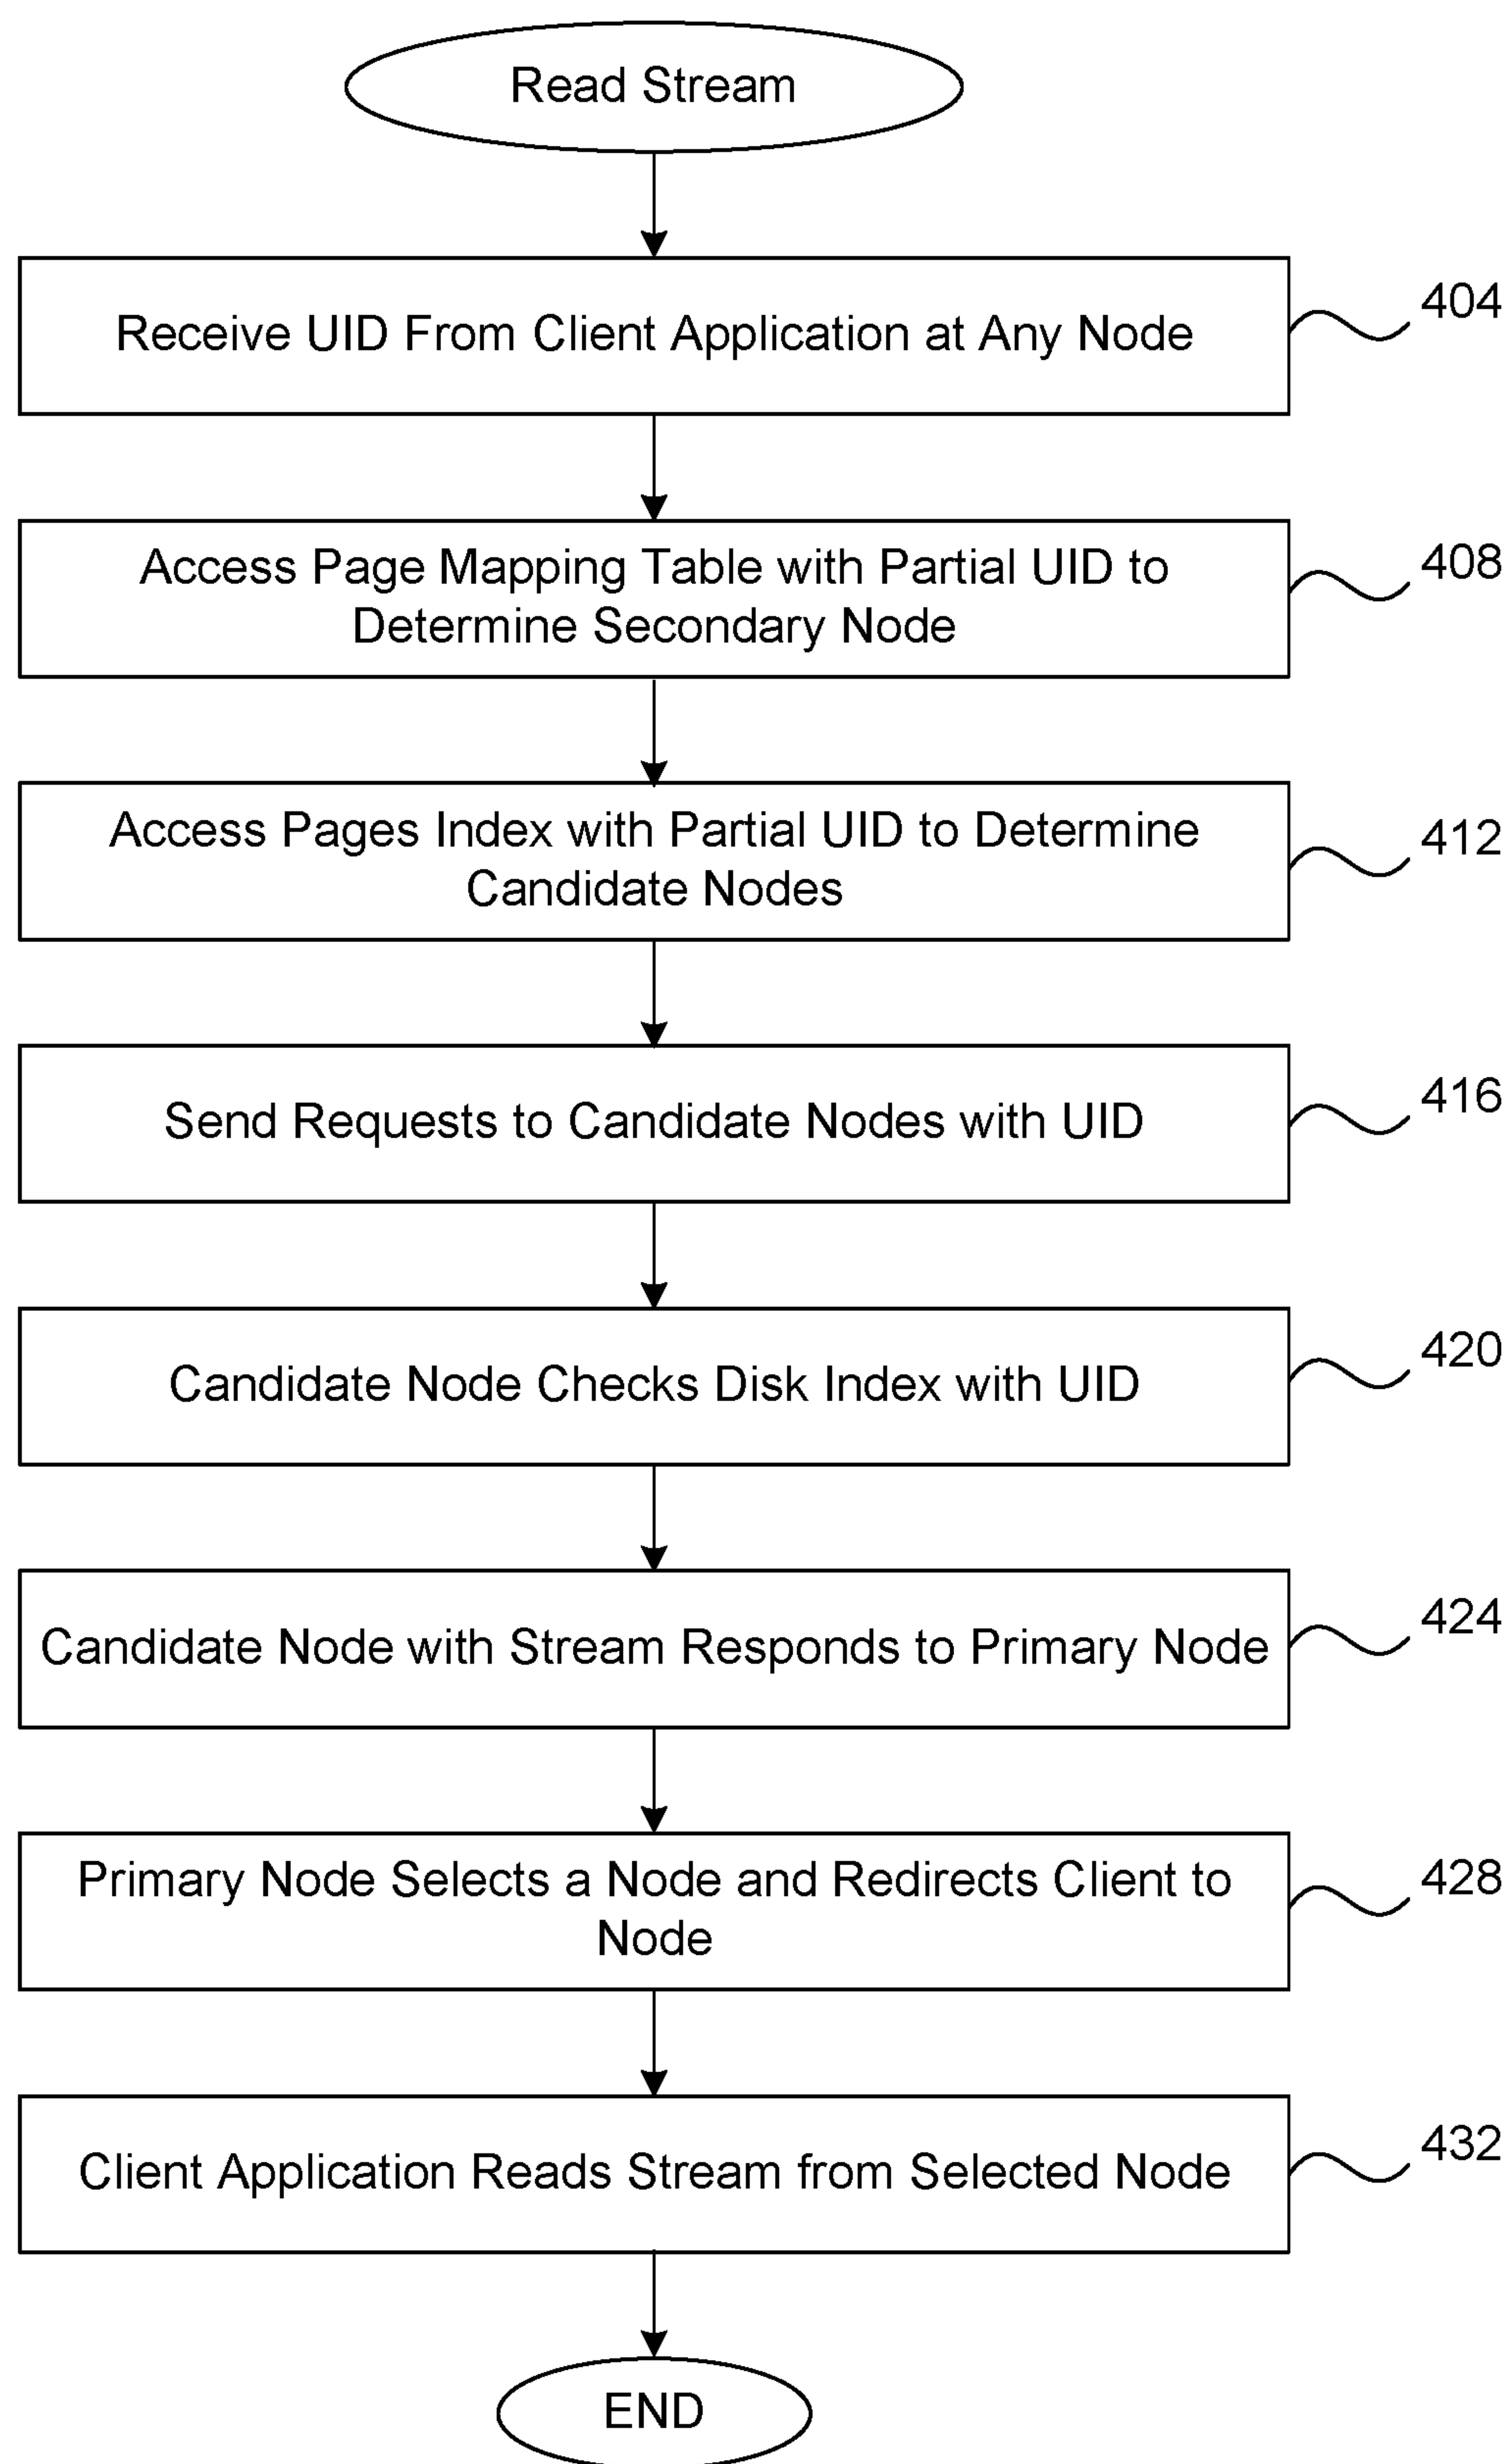 Read Stream
Receive UID From Client Application at Any Node
404
Access Page Mapping Table with Partial UID to
Determine Secondary Node
408
Access Pages Index with Partial UID to Determine
Candidate Nodes
412
Send Requests to Candidate Nodes with UID
416
Candidate Node Checks Disk Index with UID
420
Candidate Node with Stream Responds to Primary Node
424
Primary Node Selects a Node and Redirects Client to
Node
428
Client Application Reads Stream from Selected Node
432
END